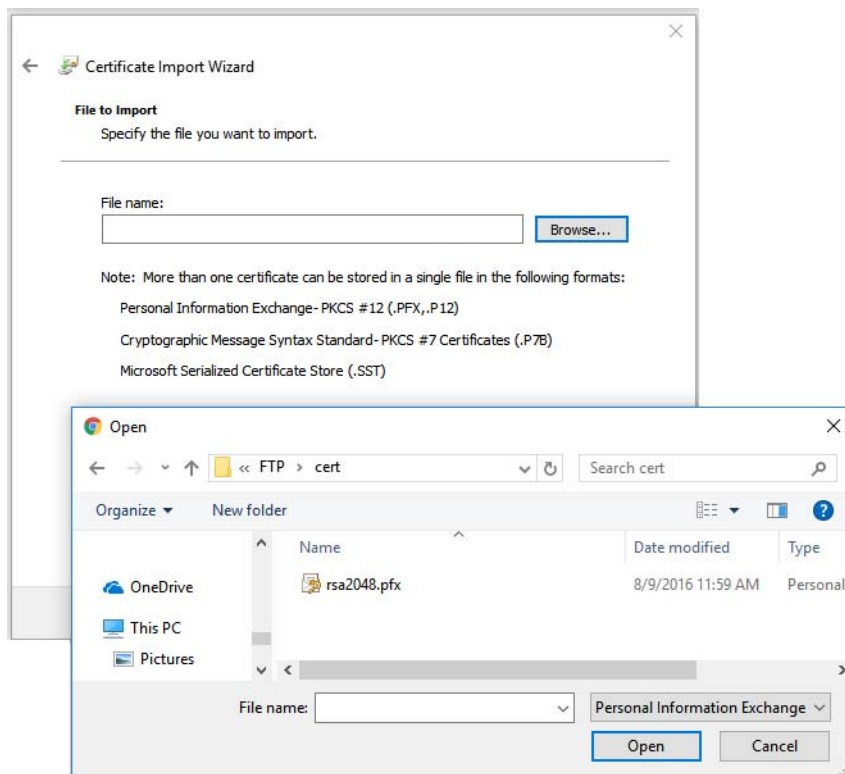 Certificate Import Wizard
File to Import
Specify the file you want to import.
File name:
Browse...
Note: More than one certificate can be stored in a single file in the following formats:
Personal Information Exchange- PKCS #12 (.PFX,.P12)
Cryptographic Message Syntax Standard- PKCS #7 Certificates (.P7B)
Microsoft Serialized Certificate Store (.SST)
Open
« FTP › cert
Search cert
Organize
New folder
?
Name Date modified Type
OneDrive
rsa2048.pfx 8/9/2016 11:59 AM Personal
This PC
Pictures
File name:
Personal Information Exchange
Open Cancel